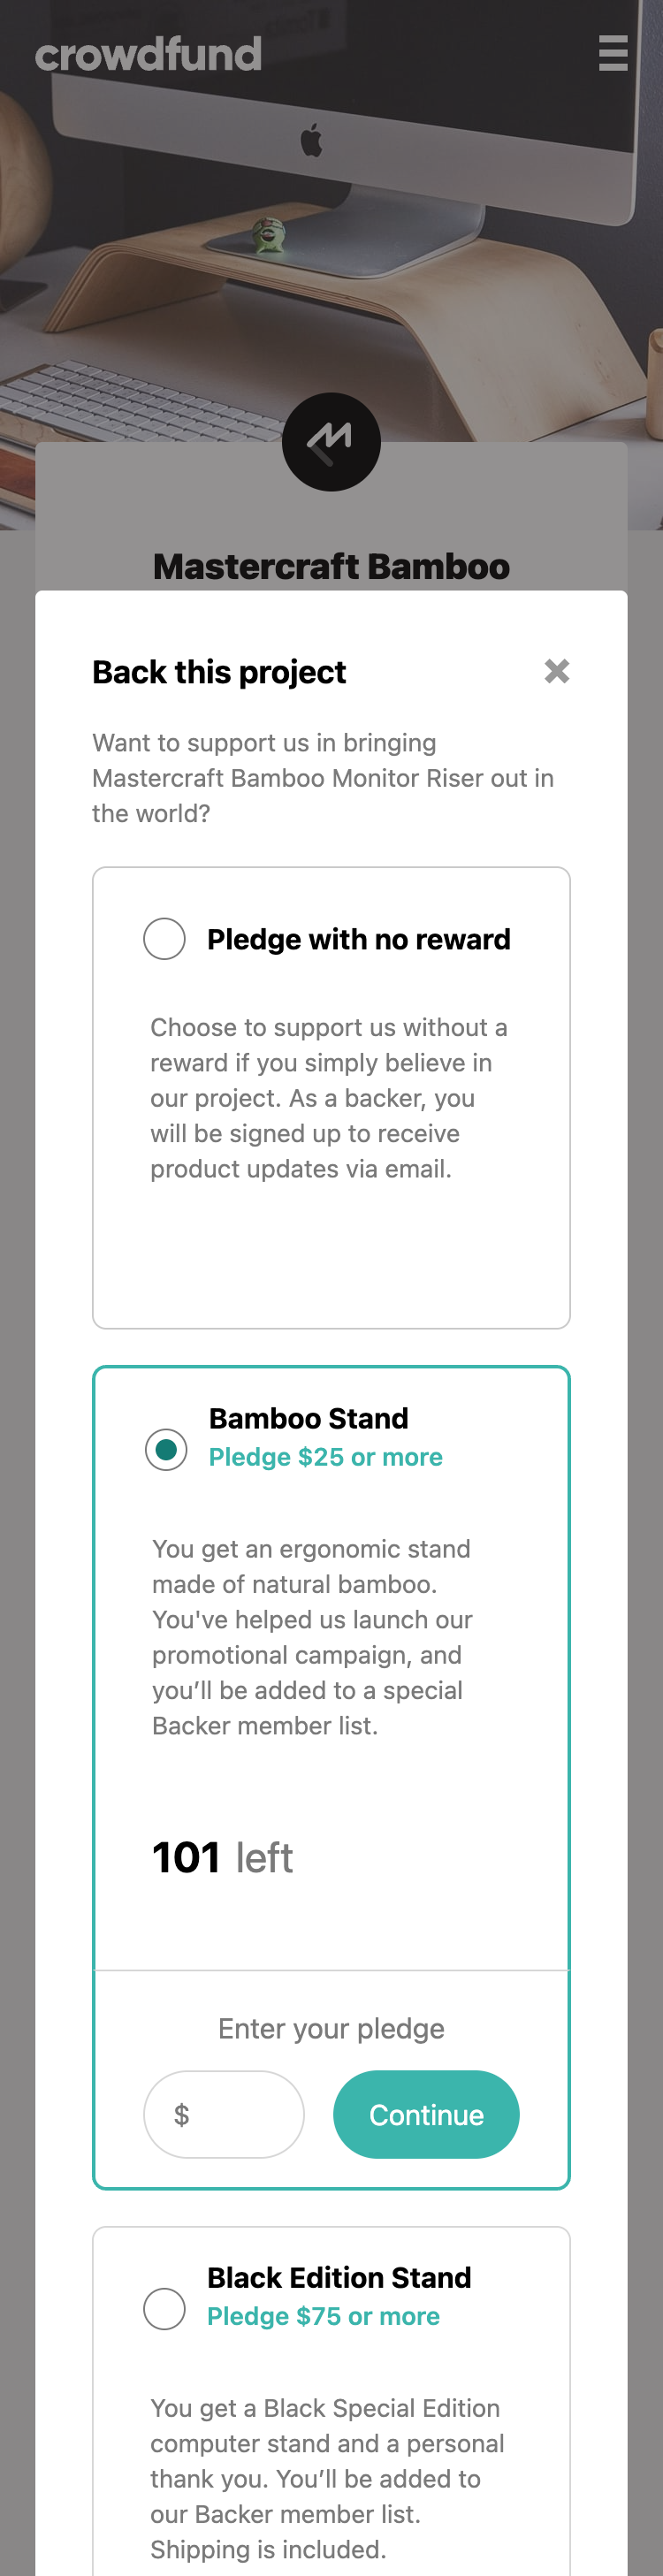 crowdfund
Mastercraft Bamboo
Back this project
Want to support us in bringing
Mastercraft Bamboo Monitor Riser out in
the world?
Pledge with no reward
Choose to support us without a
reward if you simply believe in
our project. As a backer, you
will be signed up to receive
product updates via email.
Bamboo Stand
Pledge $25 or more
You get an ergonomic stand
made of natural bamboo.
You've helped us launch our
promotional campaign, and
you’ll be added to a special
Backer member list.
101 left
Enter your pledge
$
Continue
Black Edition Stand
Pledge $75 or more
You get a Black Special Edition
computer stand and a personal
thank you. You’ll be added to
our Backer member list.
Shipping is included.